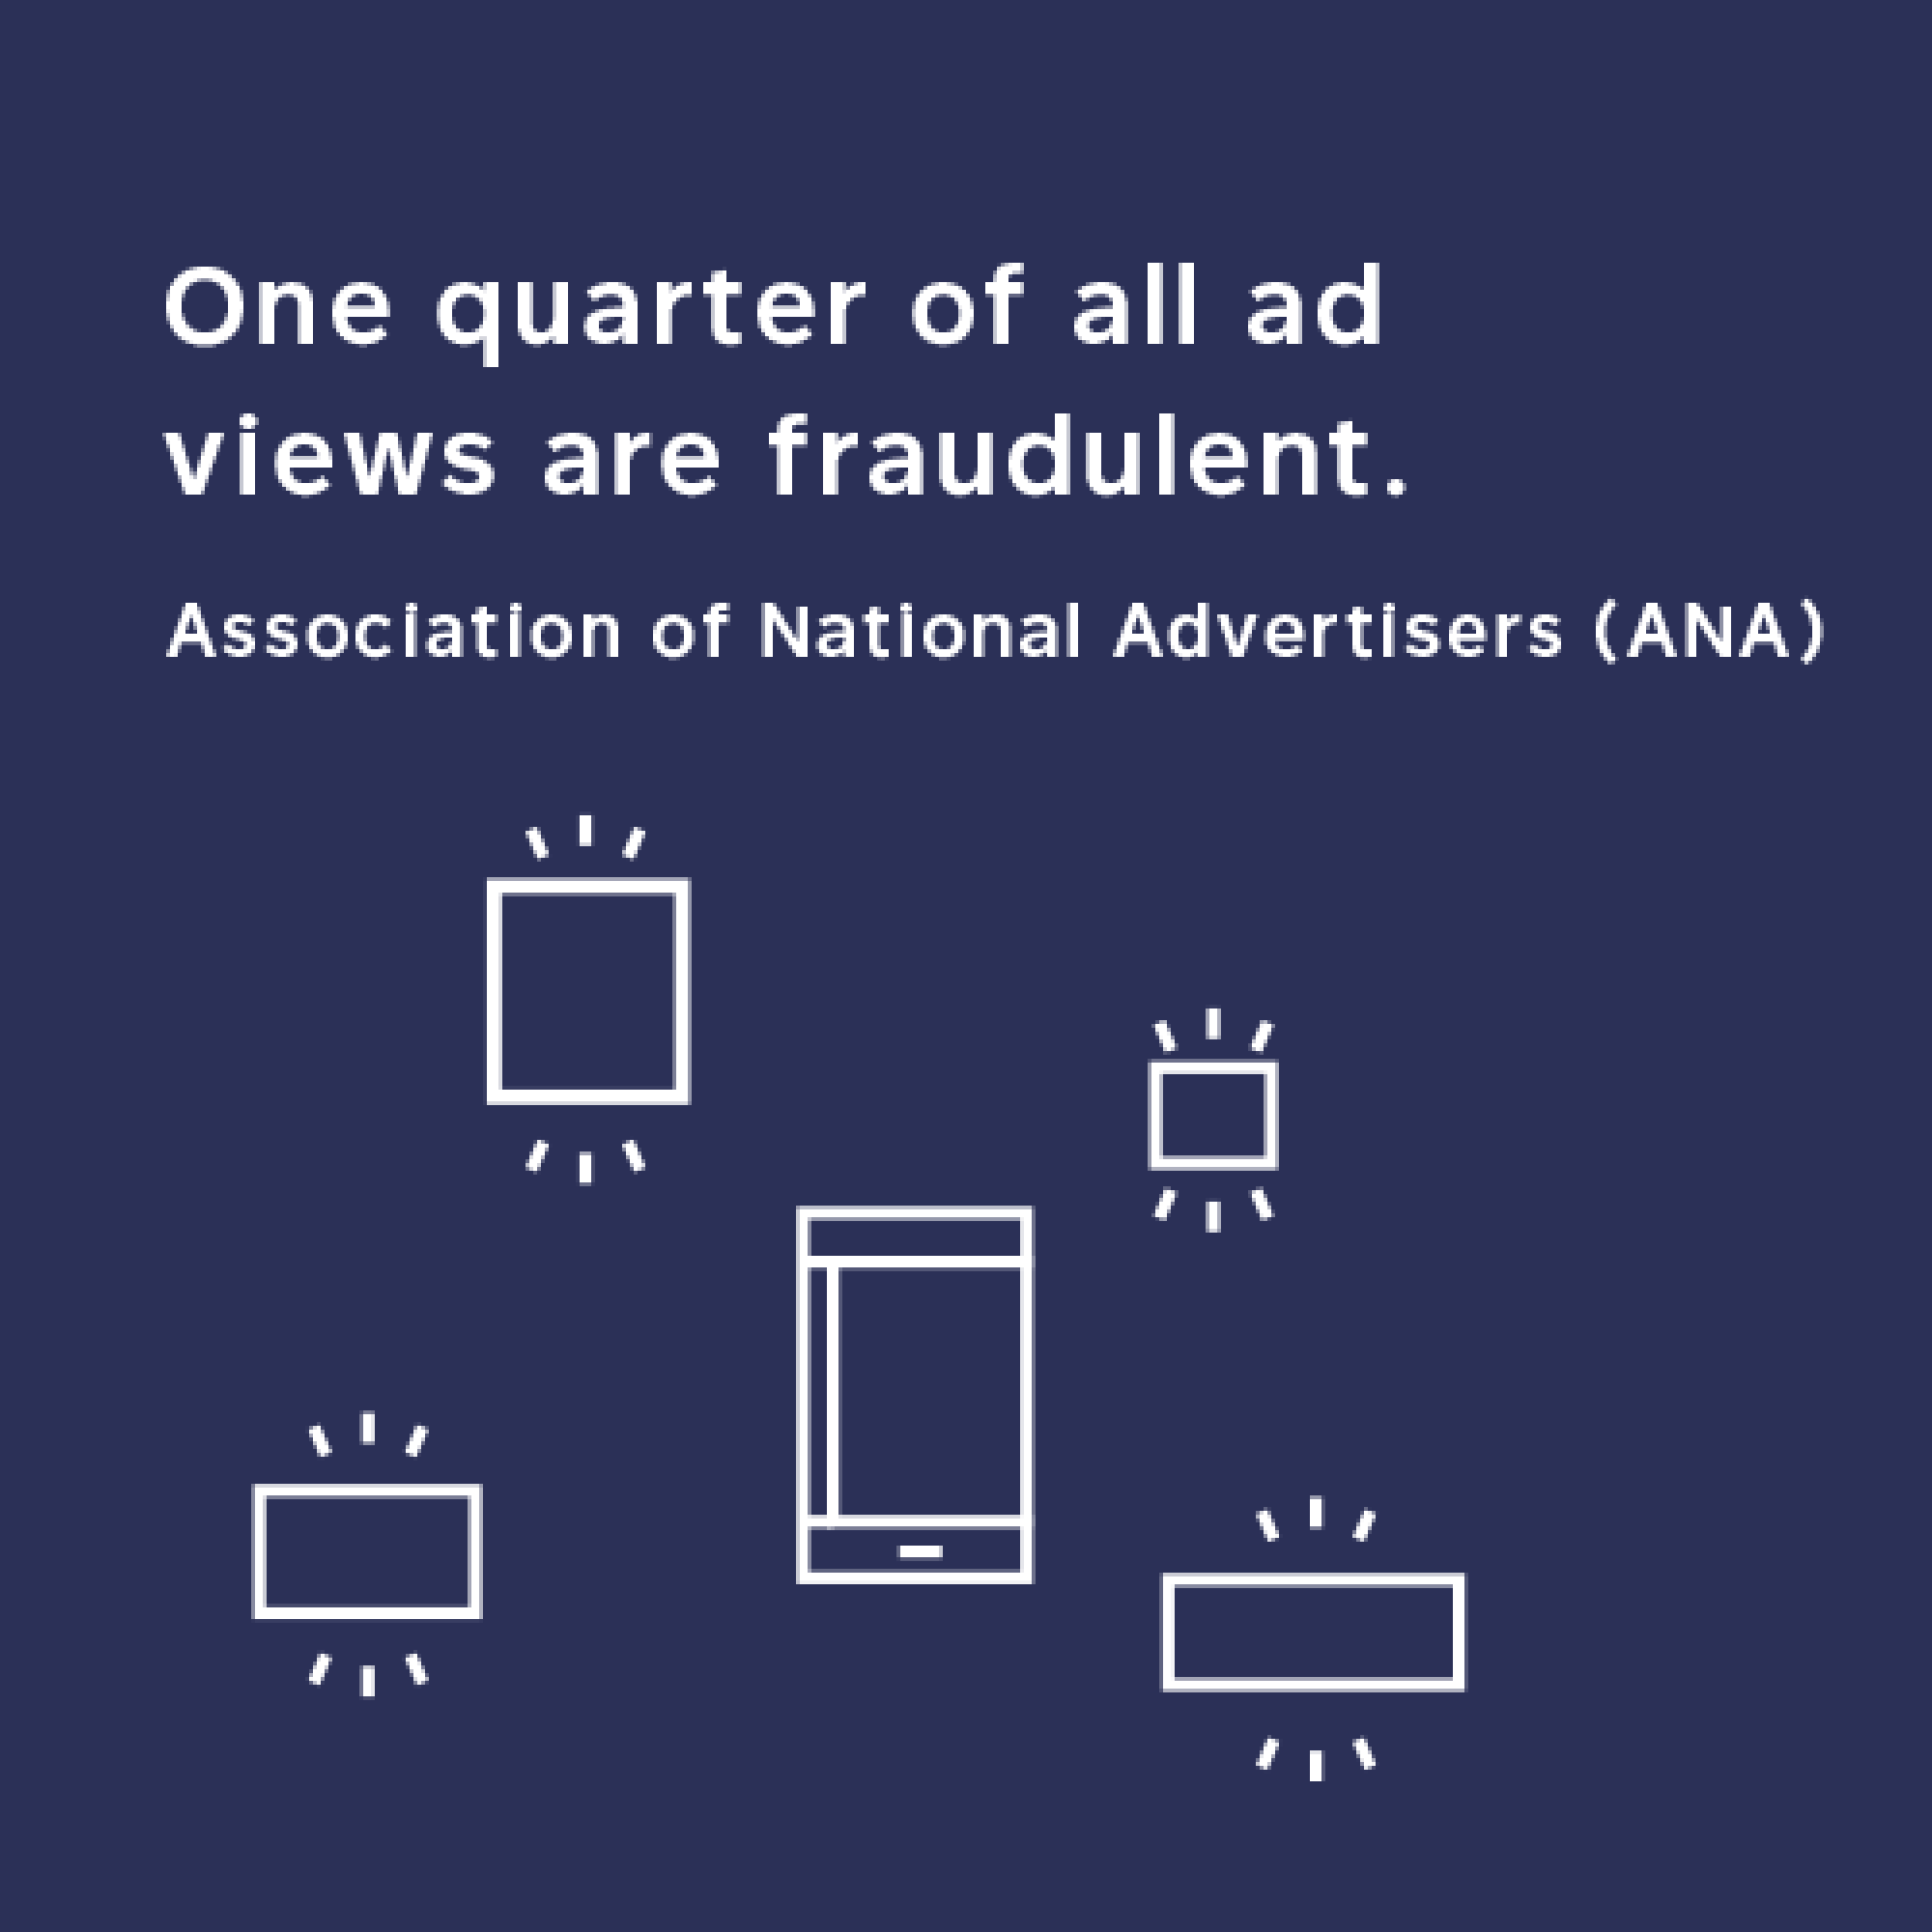 One quarter of all ad
views are fraudulent.
Association of National Advertisers (ANA)